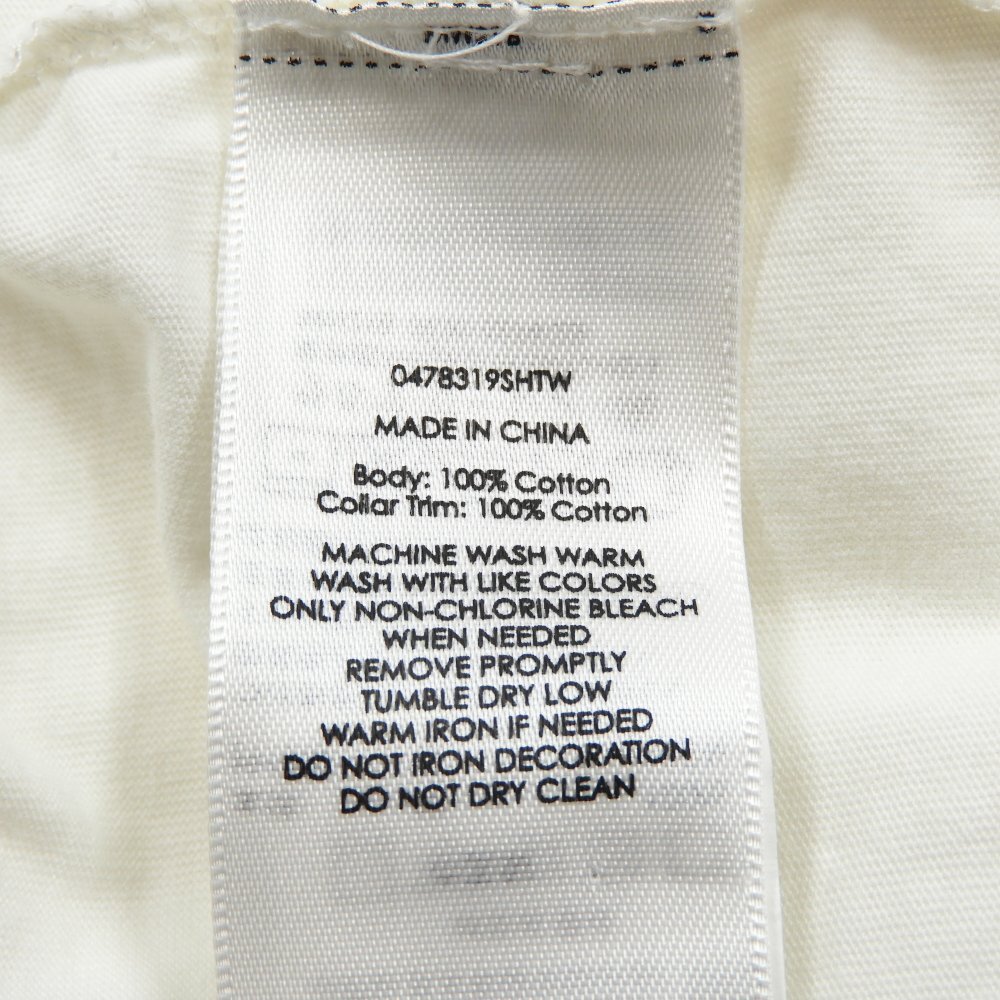 0478319SHTW
MADE IN CHINA
Body: 100% Cotton
Collar Trim: 100% Cotton
MACHINE WASH WARM
WASH WITH LIKE COLORS
ONLY NON-CHLORINE BLEACH
WHEN NEEDED
REMOVE PROMPTLY
TUMBLE DRY LOW
WARM IRON IF NEEDED
DO NOT IRON DECORATION
DO NOT DRY CLEAN